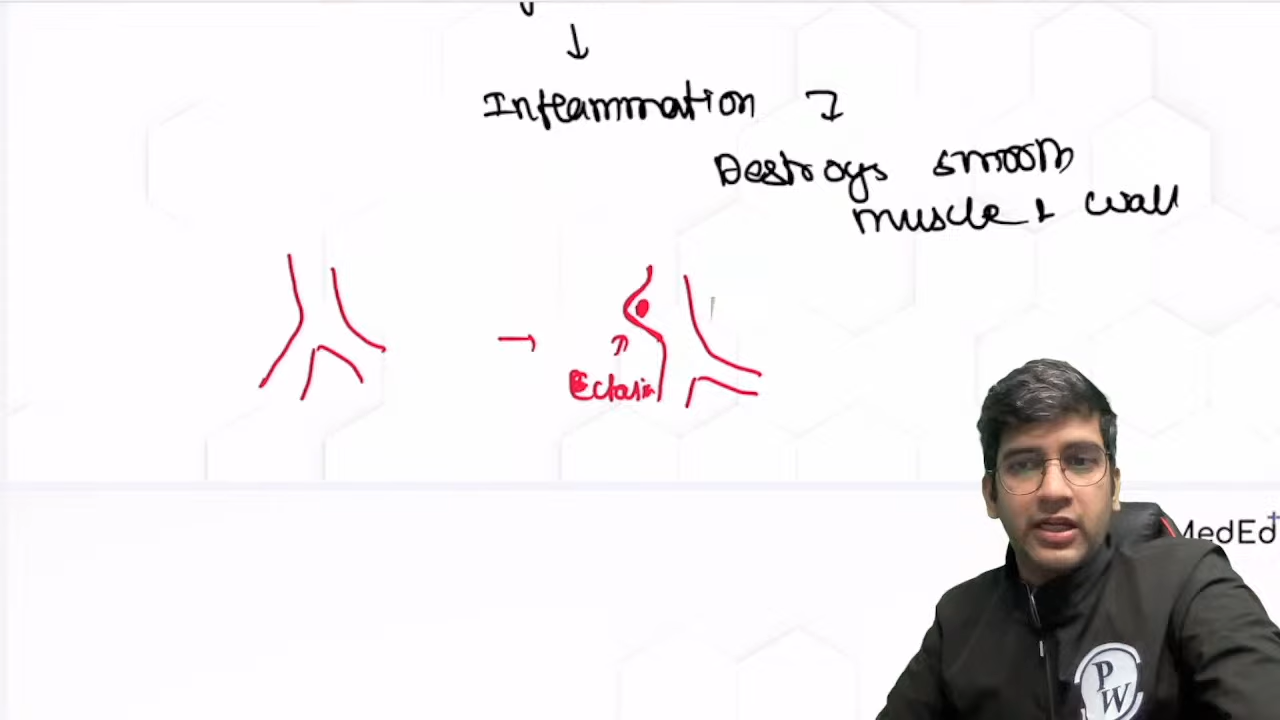 ↓
Inflammation
Destroys smooth
muscle & wall
→
Ectasia
MedEd
PW